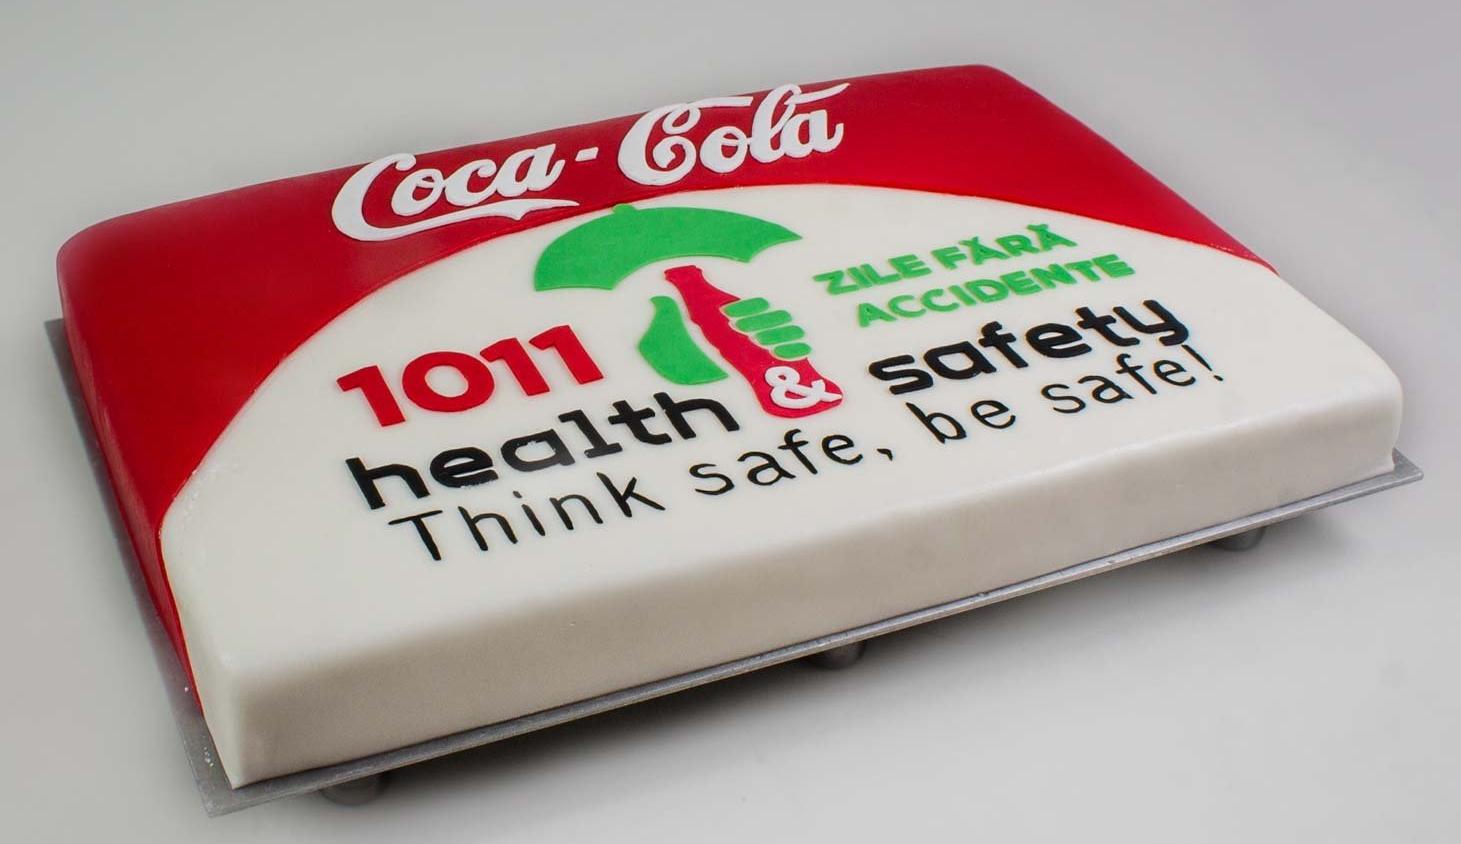 Coca-Cola
ZILE FĂRĂ
ACCIDENTE
1011
health & safety
Think safe, be safe!